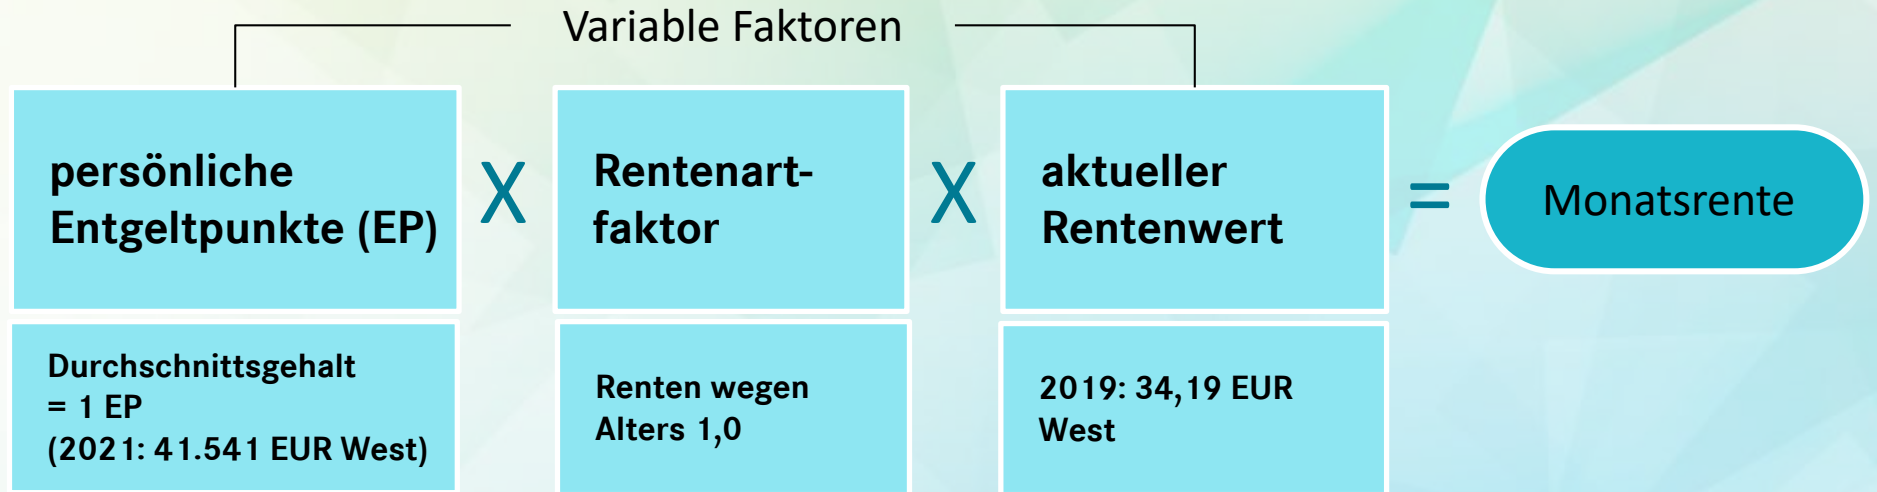 Variable Faktoren
persönliche
Entgeltpunkte (EP)
X
Rentenart-
faktor
X
aktueller
Rentenwert
=
Monatsrente
Durchschnittsgehalt
= 1 EP
(2021: 41.541 EUR West)
Renten wegen
Alters 1,0
2019: 34,19 EUR
West